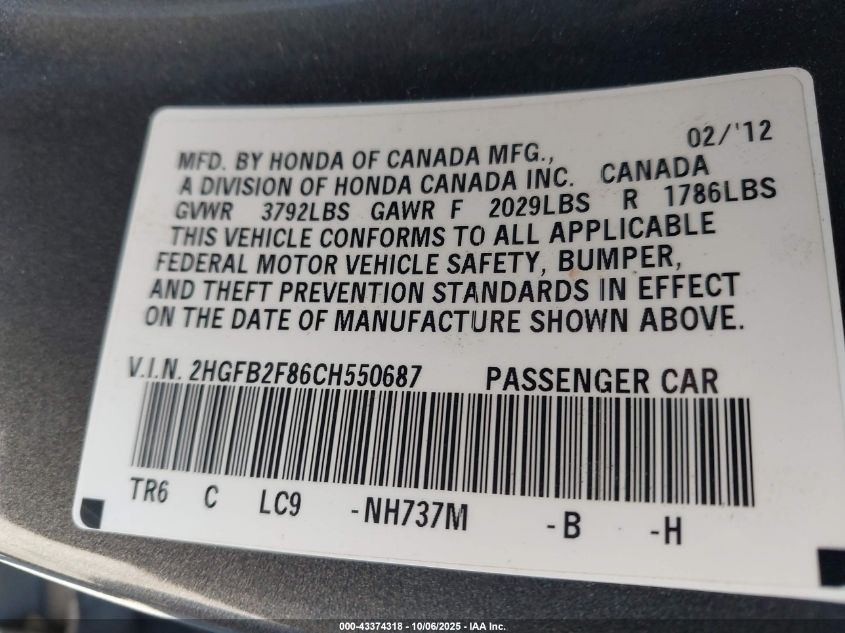 02/'12
MFD. BY HONDA OF CANADA MFG.,
A DIVISION OF HONDA CANADA INC. CANADA
GVWR 3792LBS GAWR F 2029LBS R 1786LBS
THIS VEHICLE CONFORMS TO ALL APPLICABLE
FEDERAL MOTOR VEHICLE SAFETY, BUMPER,
AND THEFT PREVENTION STANDARDS IN EFFECT
ON THE DATE OF MANUFACTURE SHOWN ABOVE.
V.I.N. 2HGFB2F86CH550687 PASSENGER CAR
TR6 C LC9 -NH737M -B -H
000-43374318 - 10/06/2025 - IAA Inc.